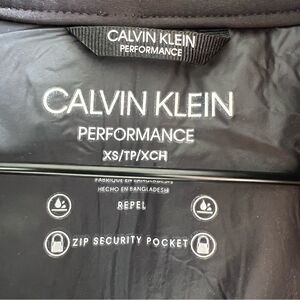 CALVIN KLEIN
PERFORMANCE
CALVIN KLEIN
PERFORMANCE
XS/TP/XCH
HECHO EN BANGLADESH
REPEL
ZIP SECURITY POCKET